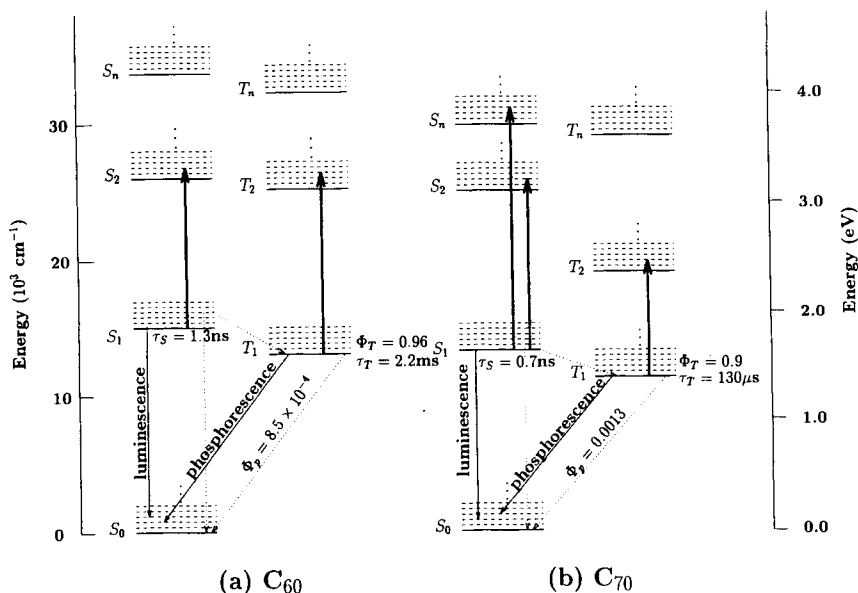 Energy (10³ cm⁻¹)
30
20
10
0
Sₙ
Tₙ
S₂
T₂
S₁
τ_S = 1.3ns
T₁
Φ_T = 0.96
τ_T = 2.2ms
luminescence
phosphorescence
Φ_p = 8.5 × 10⁻⁴
S₀
(a) C₆₀
Sₙ
Tₙ
S₂
T₂
S₁
τ_S = 0.7ns
T₁
Φ_T = 0.9
τ_T = 130μs
luminescence
phosphorescence
Φ_p = 0.0013
S₀
(b) C₇₀
4.0
3.0
2.0
1.0
0.0
Energy (eV)